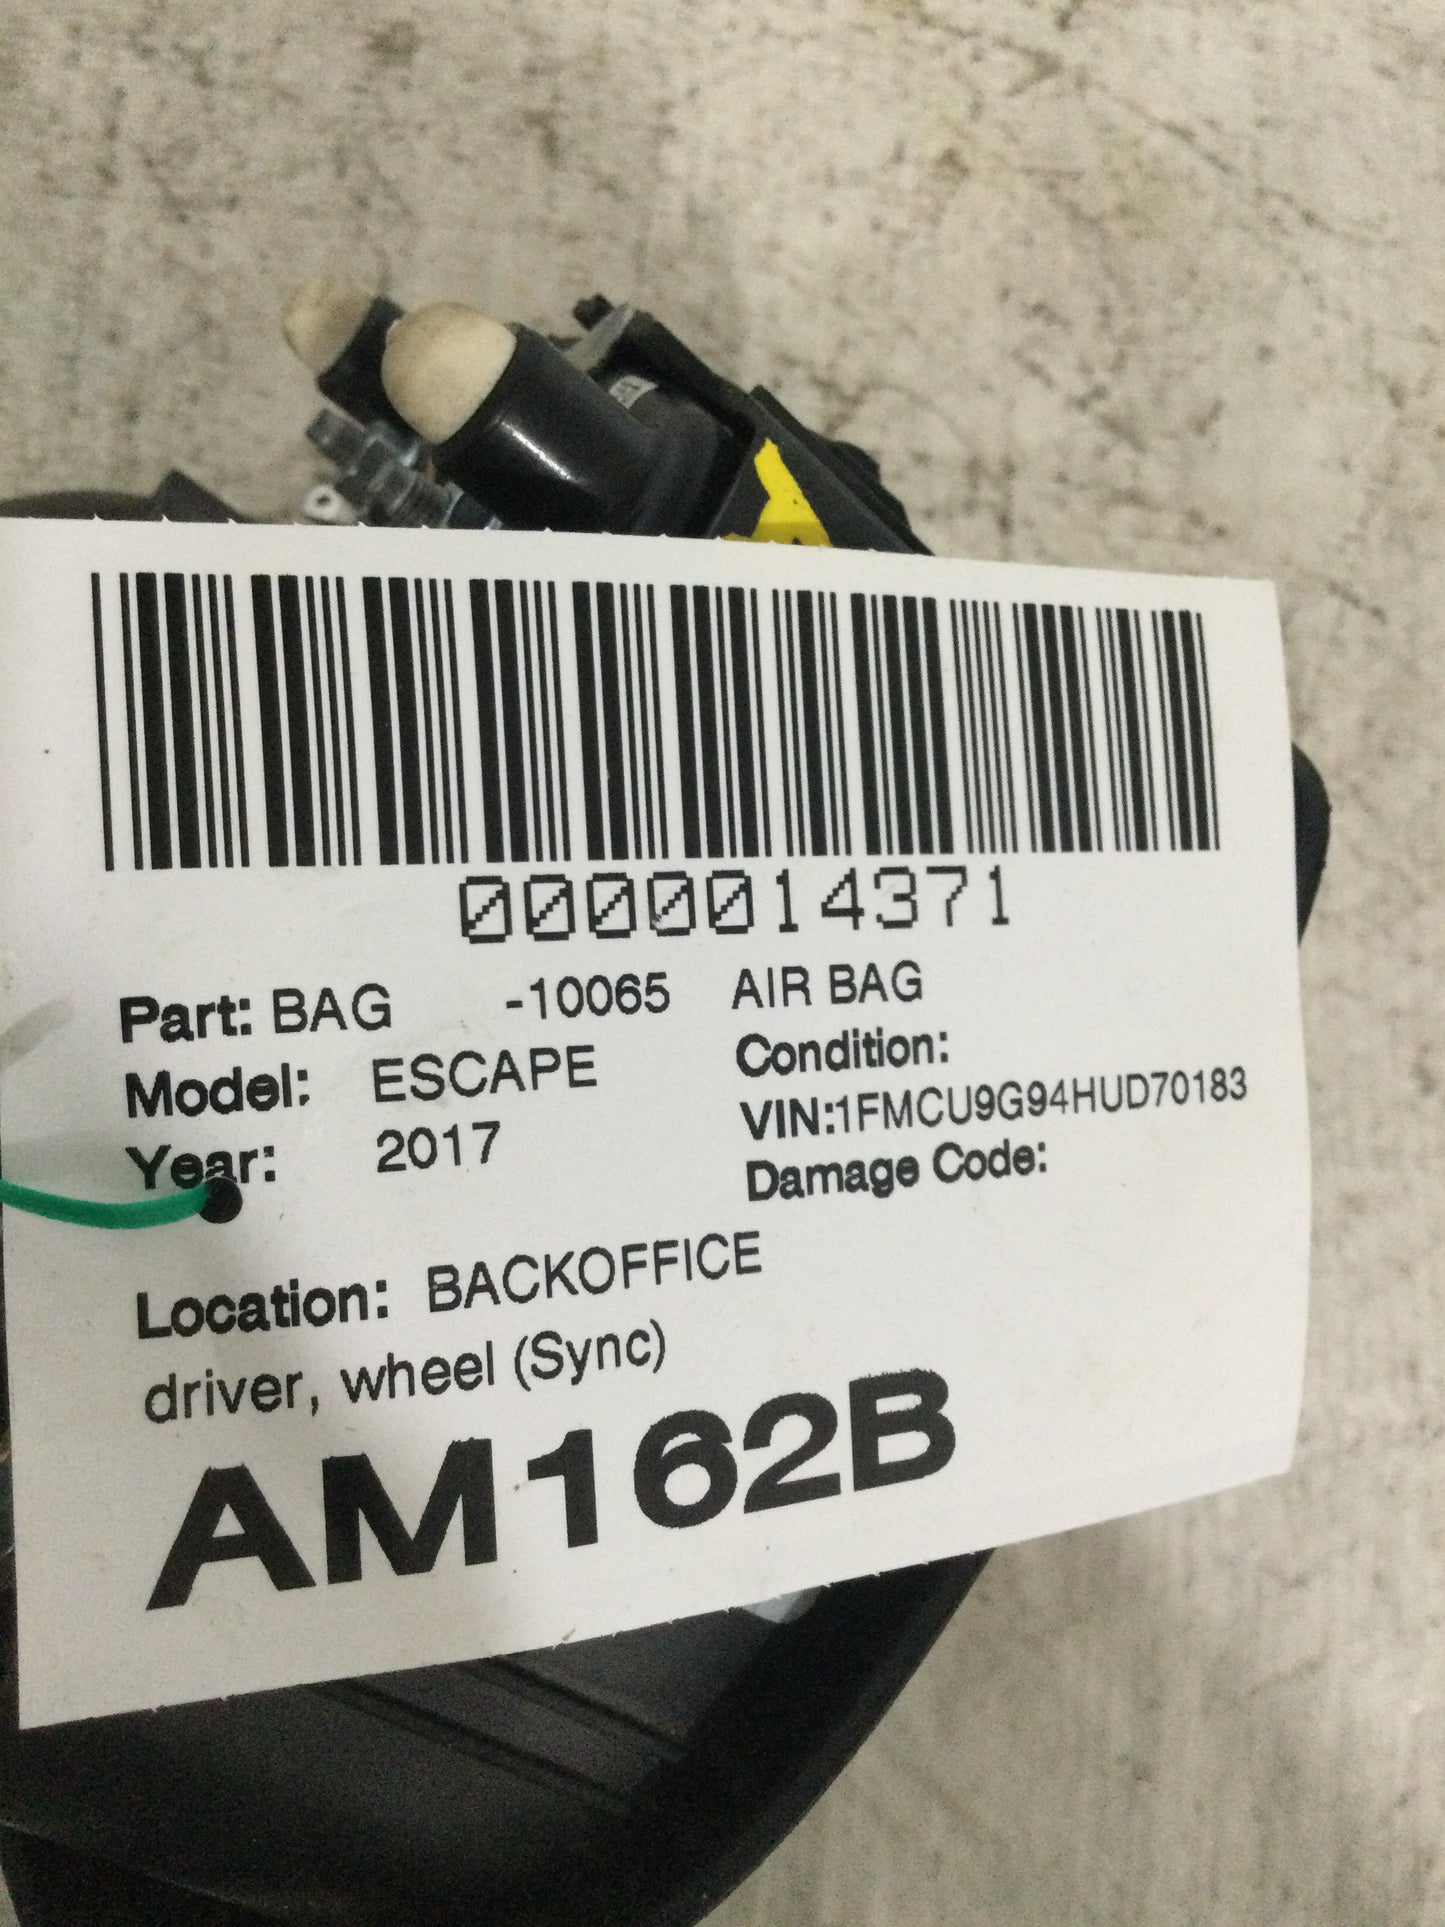 0000014371
Part: BAG -10065 AIR BAG
Model: ESCAPE
Condition:
Year: 2017
VIN:1FMCU9G94HUD70183
Damage Code:
Location: BACKOFFICE
driver, wheel (Sync)
AM162B